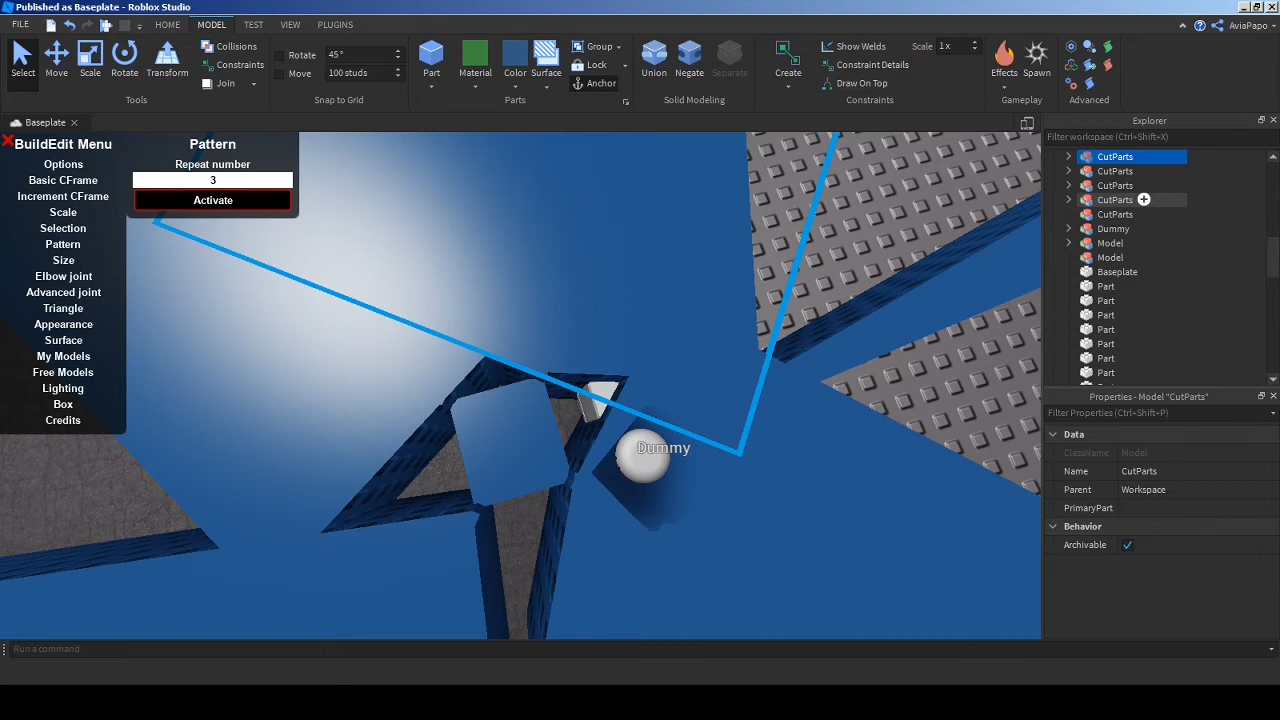 Published as Baseplate - Roblox Studio
FILE HOME MODEL TEST VIEW PLUGINS AviaPapo
Select Move Scale Rotate Transform
Collisions
Constraints
Join
Tools
Rotate 45°
Move 100 studs
Snap to Grid
Part Material Color Surface
Group
Lock
Anchor
Parts
Union Negate Separate
Solid Modeling
Create
Show Welds Scale 1x
Constraint Details
Draw On Top
Constraints
Effects Spawn
Gameplay
Advanced
Baseplate
BuildEdit Menu
Options
Basic CFrame
Increment CFrame
Scale
Selection
Pattern
Size
Elbow joint
Advanced joint
Triangle
Appearance
Surface
My Models
Free Models
Lighting
Box
Credits
Pattern
Repeat number
3
Activate
Dummy
Explorer
Filter workspace (Ctrl+Shift+X)
CutParts
CutParts
CutParts
CutParts
CutParts
Dummy
Model
Model
Baseplate
Part
Part
Part
Part
Part
Part
Part
Properties - Model "CutParts"
Filter Properties (Ctrl+Shift+P)
Data
ClassName Model
Name CutParts
Parent Workspace
PrimaryPart
Behavior
Archivable
Run a command